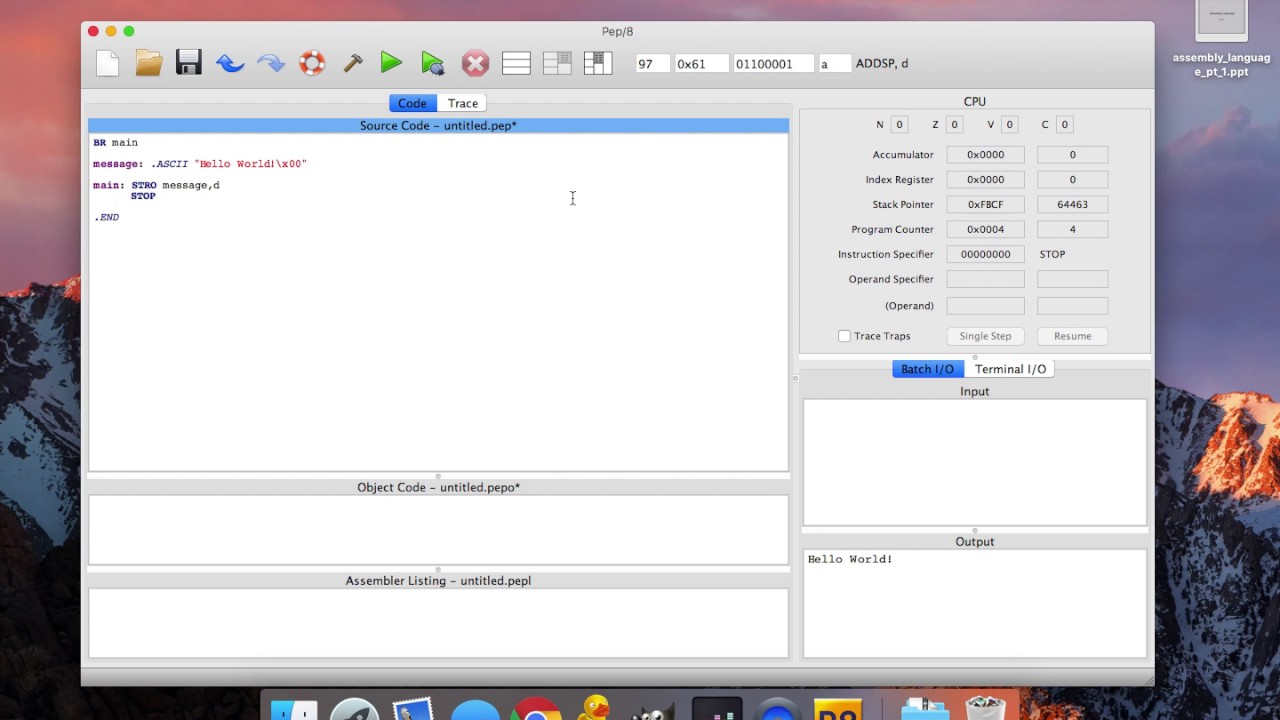 Pep/8
97 0x61 01100001 a ADDSP, d
Code Trace
Source Code - untitled.pep*
BR main
message: .ASCII "Hello World!\x00"
main: STRO message,d
STOP
.END
Object Code - untitled.pepo*
Assembler Listing - untitled.pepl
CPU
N 0 Z 0 V 0 C 0
Accumulator 0x0000 0
Index Register 0x0000 0
Stack Pointer 0xFBCF 64463
Program Counter 0x0004 4
Instruction Specifier 00000000 STOP
Operand Specifier
(Operand)
Trace Traps Single Step Resume
Batch I/O Terminal I/O
Input
Output
Hello World!
assembly_languag
e_pt_1.ppt